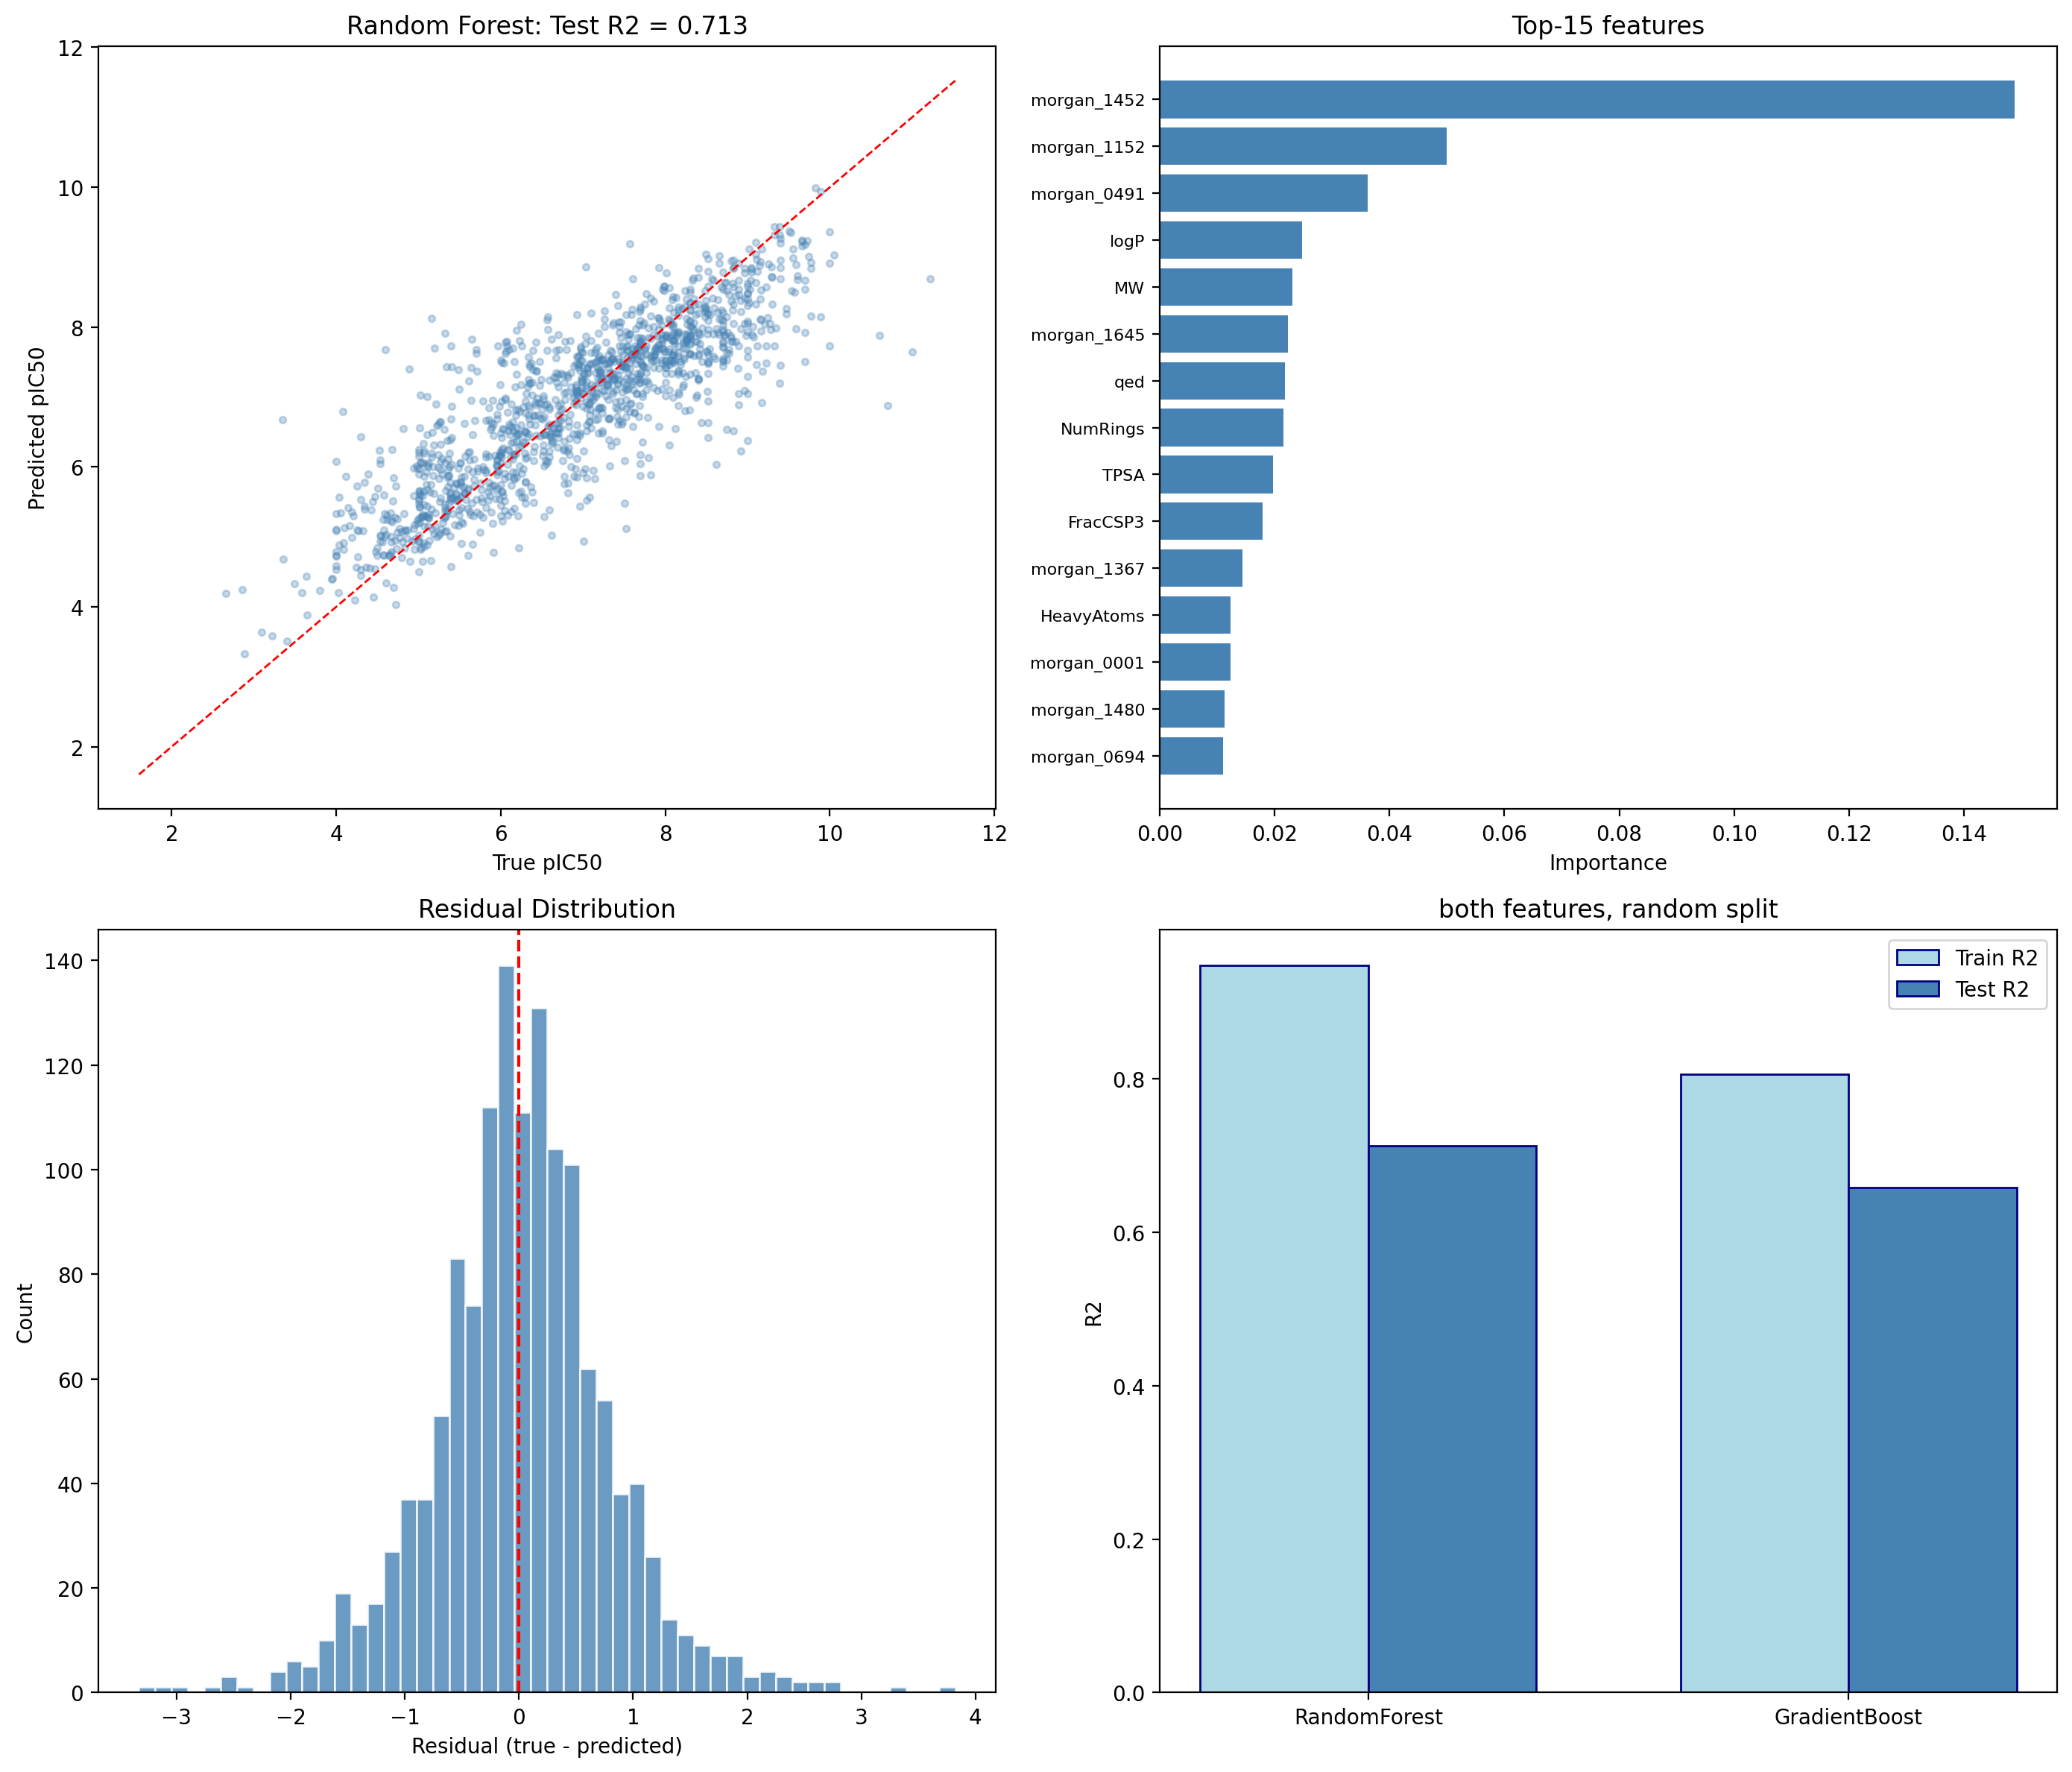 Random Forest: Test R2 = 0.713
12
10
8
6
4
2
Predicted pIC50
2 4 6 8 10 12
True pIC50
Top-15 features
morgan_1452
morgan_1152
morgan_0491
logP
MW
morgan_1645
qed
NumRings
TPSA
FracCSP3
morgan_1367
HeavyAtoms
morgan_0001
morgan_1480
morgan_0694
0.00 0.02 0.04 0.06 0.08 0.10 0.12 0.14
Importance
Residual Distribution
140
120
100
80
60
40
20
0
Count
−3 −2 −1 0 1 2 3 4
Residual (true - predicted)
both features, random split
Train R2
Test R2
0.8
0.6
0.4
0.2
0.0
R2
RandomForest GradientBoost